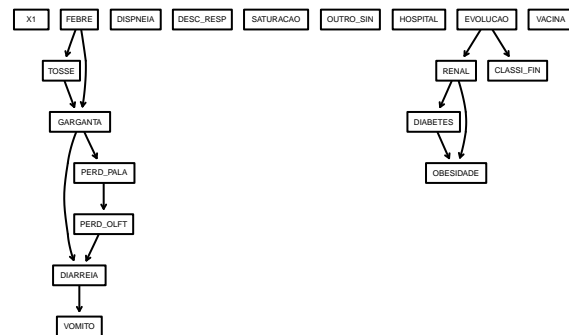 X1 FEBRE DISPNEIA DESC_RESP SATURACAO OUTRO_SIN HOSPITAL EVOLUCAO VACINA
TOSSE RENAL CLASSI_FIN
GARGANTA DIABETES
PERD_PALA OBESIDADE
PERD_OLFT
DIARREIA
VOMITO